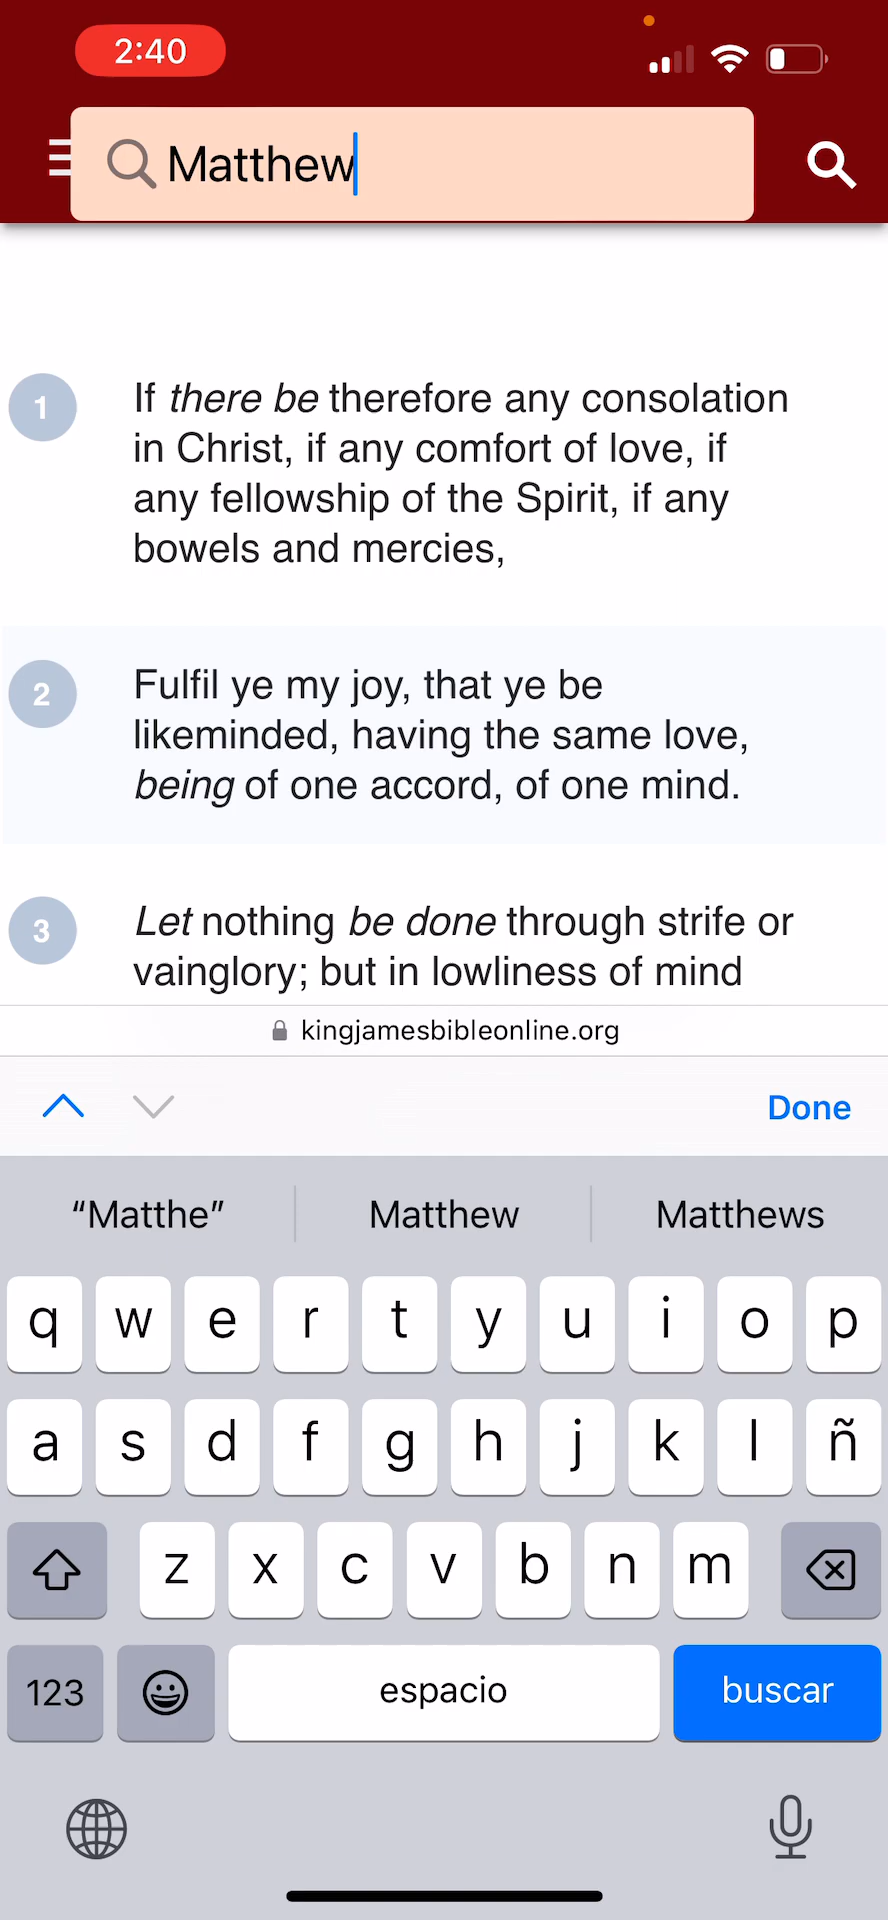 2:40
Matthew
1
If there be therefore any consolation
in Christ, if any comfort of love, if
any fellowship of the Spirit, if any
bowels and mercies,
2
Fulfil ye my joy, that ye be
likeminded, having the same love,
being of one accord, of one mind.
3
Let nothing be done through strife or
vainglory; but in lowliness of mind
kingjamesbibleonline.org
Done
“Matthe” Matthew Matthews
q w e r t y u i o p
a s d f g h j k l ñ
z x c v b n m
123 espacio buscar